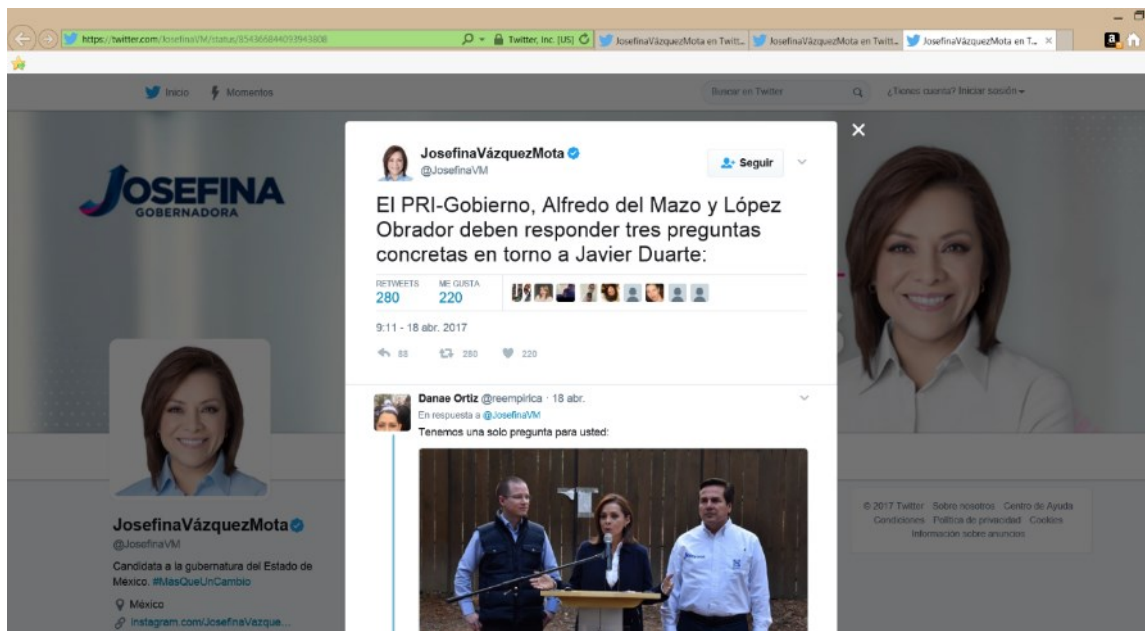 https://twitter.com/JosefinaVM/status/854366844093943808
Twitter, Inc. [US]
JosefinaVázquezMota en Twitt...
JosefinaVázquezMota en Twitt...
JosefinaVázquezMota en T...
Inicio
Momentos
Buscar en Twitter
¿Tienes cuenta? Iniciar sesión
JOSEFINA
GOBERNADORA
JosefinaVázquezMota
@JosefinaVM
Seguir
El PRI-Gobierno, Alfredo del Mazo y López
Obrador deben responder tres preguntas
concretas en torno a Javier Duarte:
RETWEETS ME GUSTA
280 220
9:11 - 18 abr. 2017
88 280 220
Danae Ortiz @reempirica · 18 abr.
En respuesta a @JosefinaVM
Tenemos una solo pregunta para usted:
JosefinaVázquezMota
@JosefinaVM
Candidata a la gubernatura del Estado de
México. #MasQueUnCambio
México
instagram.com/JosefinaVazque...
© 2017 Twitter Sobre nosotros Centro de Ayuda
Condiciones Política de privacidad Cookies
Información sobre anuncios